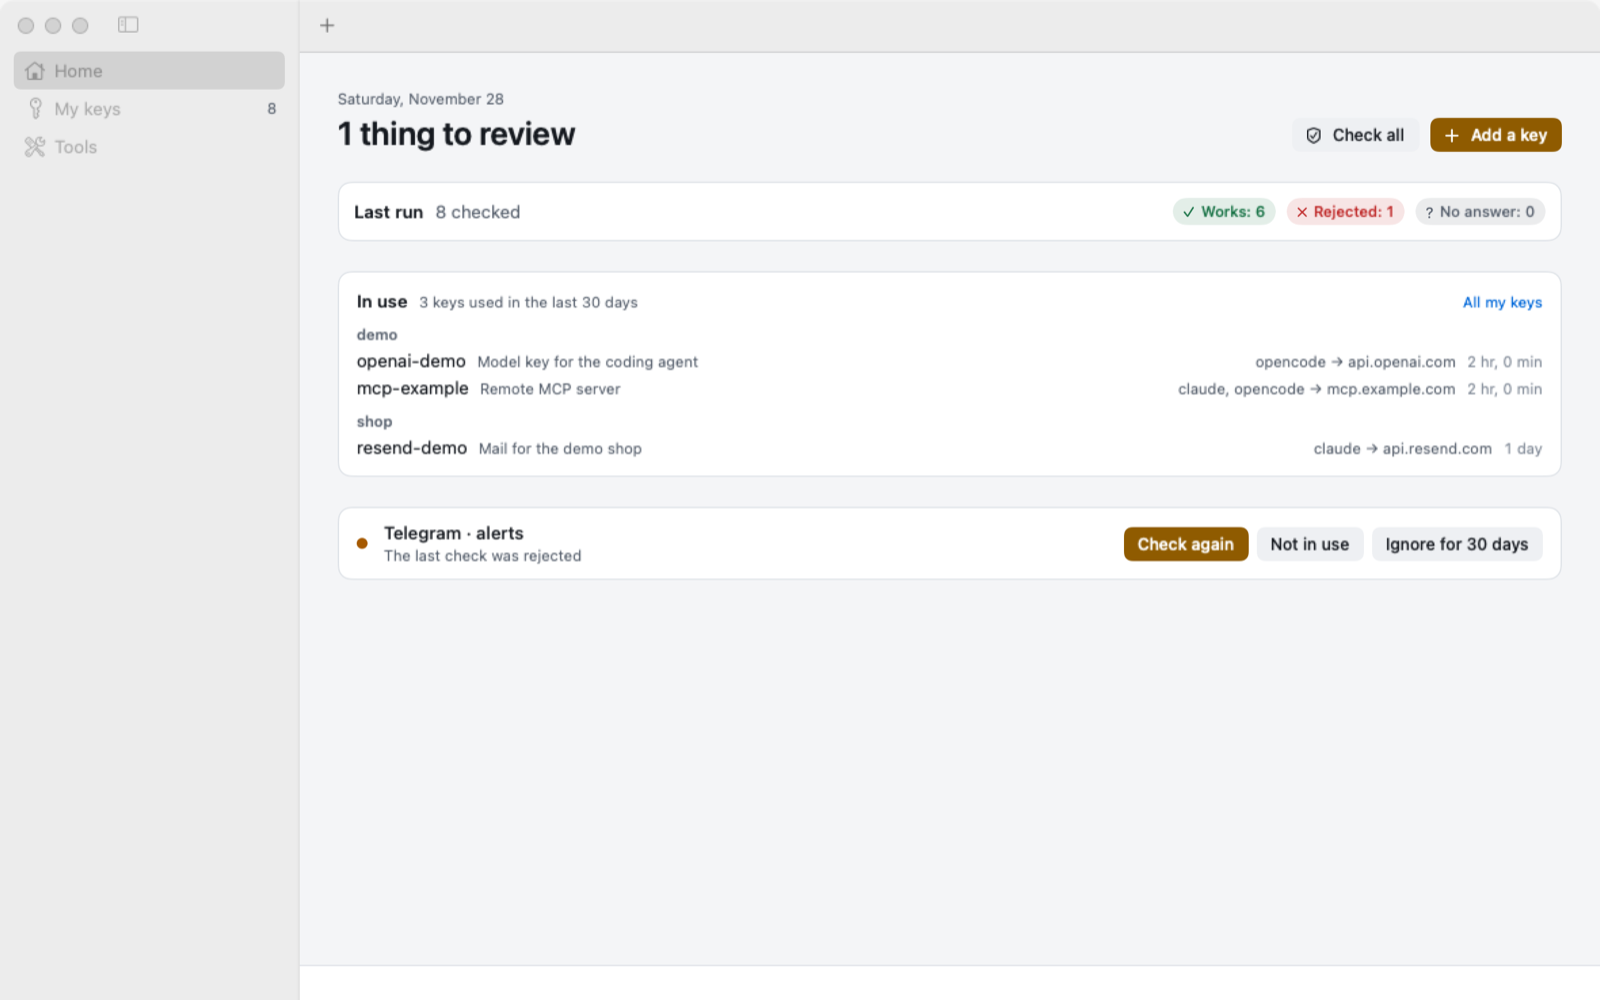 Home
My keys 8
Tools
Saturday, November 28
1 thing to review
Check all
Add a key
Last run 8 checked
Works: 6
Rejected: 1
? No answer: 0
In use 3 keys used in the last 30 days
All my keys
demo
openai-demo Model key for the coding agent opencode → api.openai.com 2 hr, 0 min
mcp-example Remote MCP server claude, opencode → mcp.example.com 2 hr, 0 min
shop
resend-demo Mail for the demo shop claude → api.resend.com 1 day
Telegram · alerts
The last check was rejected
Check again
Not in use
Ignore for 30 days